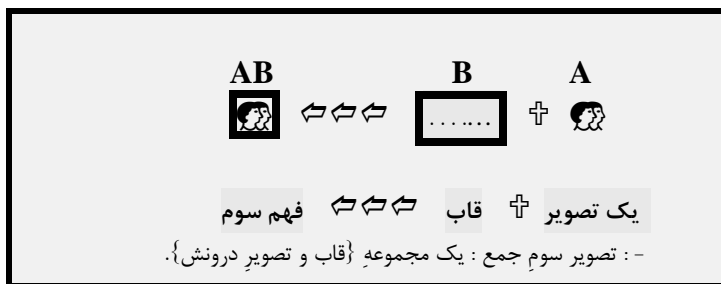 A B AB
✞ ....... ⇦⇦⇦
یک تصویر ✞ قاب ⇦⇦⇦ فهم سوم
- : تصویر سومِ جمع : یک مجموعهِ {قاب و تصویرِ درونش}.